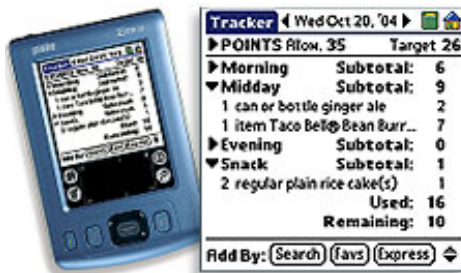 Tracker Wed Oct 20, '04
POINTS Allow. 35 Target 26
Morning Subtotal: 6
Midday Subtotal: 9
1 can or bottle ginger ale 2
1 item Taco Bell® Bean Burr... 7
Evening Subtotal: 0
Snack Subtotal: 1
2 regular plain rice cake(s) 1
Used: 16
Remaining: 10
Add By: Search Favs Express